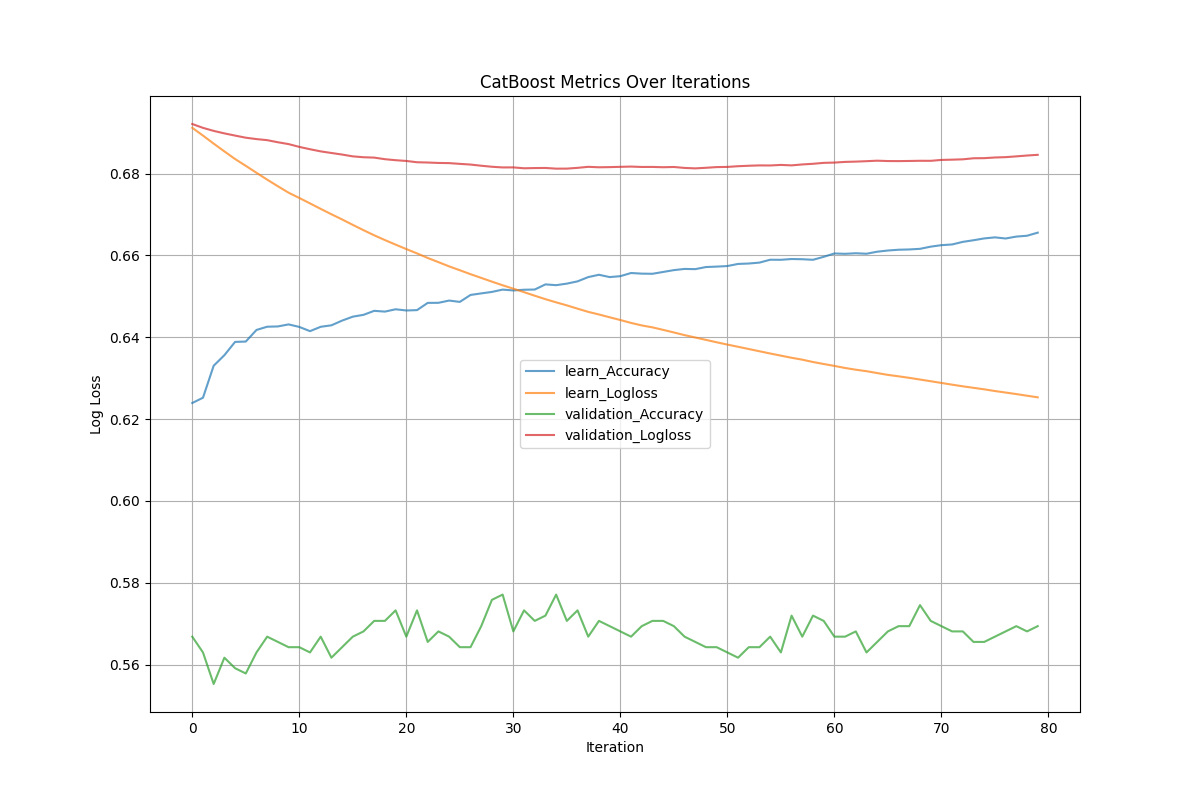 CatBoost Metrics Over Iterations
Log Loss
0.68
0.66
0.64
0.62
0.60
0.58
0.56
learn_Accuracy
learn_Logloss
validation_Accuracy
validation_Logloss
0 10 20 30 40 50 60 70 80
Iteration